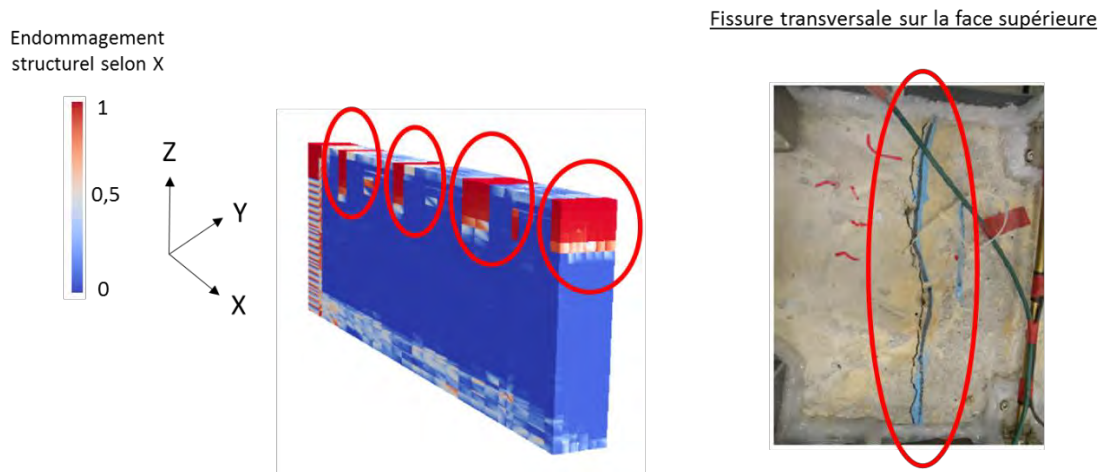 Fissure transversale sur la face supérieure
Endommagement
structurel selon X
1
0,5
0
Z
Y
X